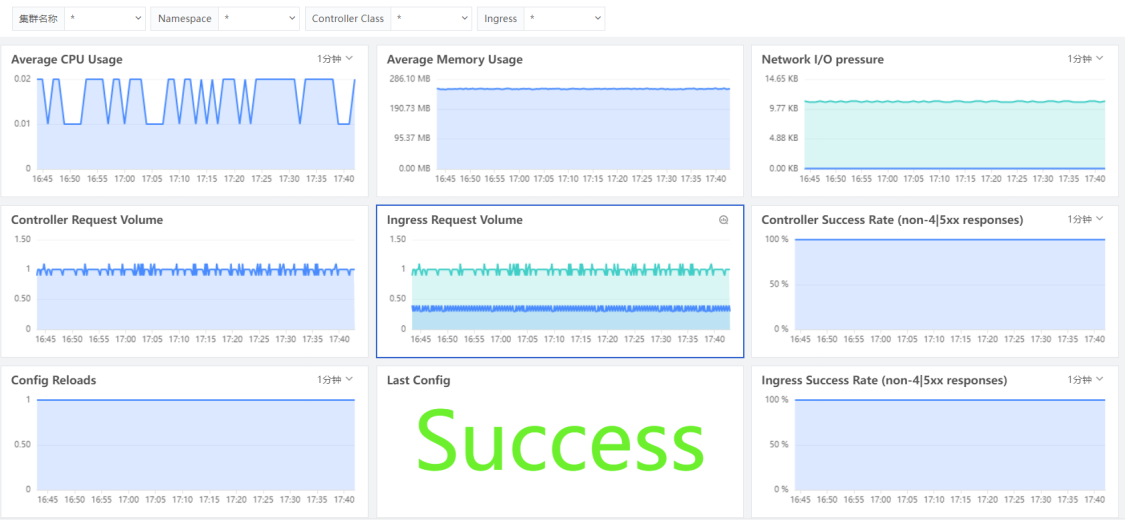 集群名称 * Namespace * Controller Class * Ingress *
Average CPU Usage 1分钟
0.02
0.01
0
16:45 16:50 16:55 17:00 17:05 17:10 17:15 17:20 17:25 17:30 17:35 17:40
Average Memory Usage
286.10 MB
190.73 MB
95.37 MB
0.00 MB
16:45 16:50 16:55 17:00 17:05 17:10 17:15 17:20 17:25 17:30 17:35 17:40
Network I/O pressure 1分钟
14.65 KB
9.77 KB
4.88 KB
0.00 KB
16:45 16:50 16:55 17:05 17:10 17:15 17:20 17:25 17:30 17:35 17:40
Controller Request Volume
1.50
1
0.50
0
16:45 16:50 16:55 17:00 17:05 17:10 17:15 17:20 17:25 17:30 17:35 17:40
Ingress Request Volume
1.50
1
0.50
0
16:45 16:50 16:55 17:00 17:05 17:10 17:15 17:20 17:25 17:30 17:35 17:40
Controller Success Rate (non-4|5xx responses) 1分钟
100 %
50 %
0 %
16:45 16:50 16:55 17:00 17:05 17:10 17:15 17:20 17:25 17:30 17:35 17:40
Config Reloads 1分钟
1
0.50
0
16:45 16:50 16:55 17:00 17:05 17:10 17:15 17:20 17:25 17:30 17:35 17:40
Last Config
Success
Ingress Success Rate (non-4|5xx responses) 1分钟
100 %
50 %
0 %
16:45 16:50 16:55 17:00 17:05 17:10 17:15 17:20 17:25 17:30 17:35 17:40